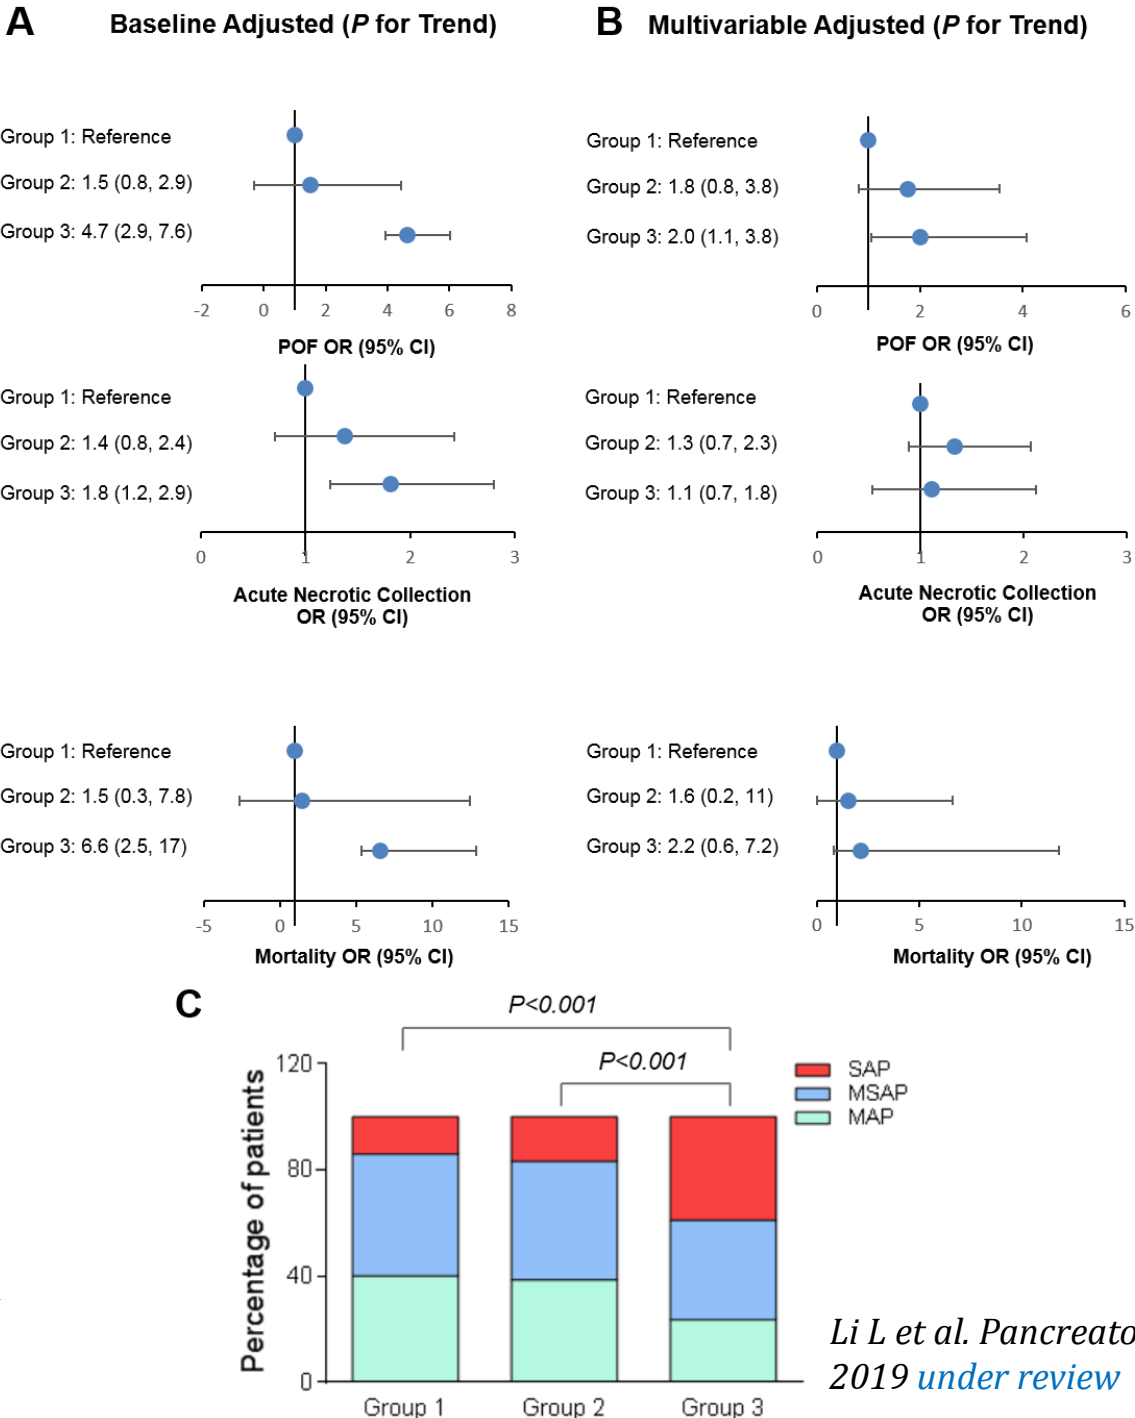 A
Baseline Adjusted (P for Trend)
B
Multivariable Adjusted (P for Trend)
Group 1: Reference
Group 2: 1.5 (0.8, 2.9)
Group 3: 4.7 (2.9, 7.6)
-2 0 2 4 6 8
POF OR (95% CI)
Group 1: Reference
Group 2: 1.8 (0.8, 3.8)
Group 3: 2.0 (1.1, 3.8)
0 2 4 6
POF OR (95% CI)
Group 1: Reference
Group 2: 1.4 (0.8, 2.4)
Group 3: 1.8 (1.2, 2.9)
0 1 2 3
Acute Necrotic Collection
OR (95% CI)
Group 1: Reference
Group 2: 1.3 (0.7, 2.3)
Group 3: 1.1 (0.7, 1.8)
0 1 2 3
Acute Necrotic Collection
OR (95% CI)
Group 1: Reference
Group 2: 1.5 (0.3, 7.8)
Group 3: 6.6 (2.5, 17)
-5 0 5 10 15
Mortality OR (95% CI)
Group 1: Reference
Group 2: 1.6 (0.2, 11)
Group 3: 2.2 (0.6, 7.2)
0 5 10 15
Mortality OR (95% CI)
C
P<0.001
P<0.001
SAP
MSAP
MAP
Percentage of patients
120
80
40
0
Group 1 Group 2 Group 3
Li L et al. Pancreato
2019 under review